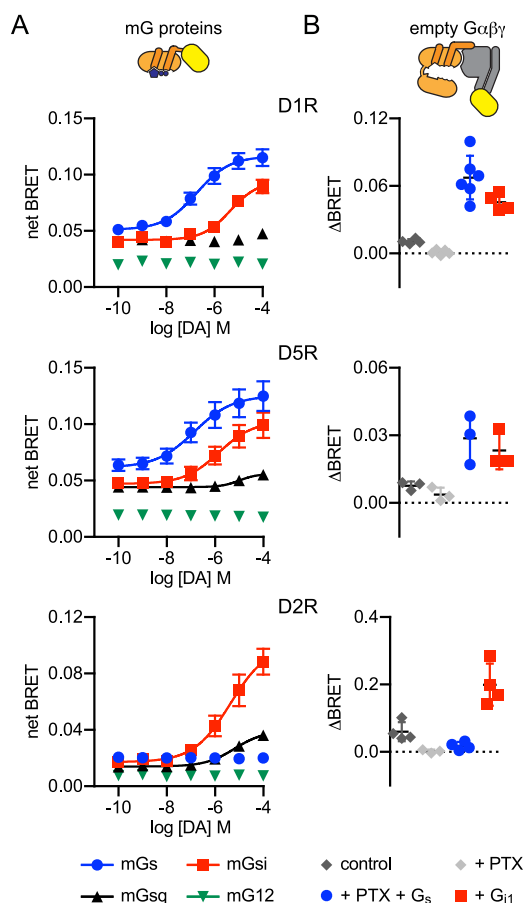 A
B
mG proteins
empty Gαβγ
D1R
net BRET
0.15
0.10
0.05
0.00
-10
-8
-6
-4
log [DA] M
ΔBRET
0.12
0.06
0.00
D5R
net BRET
0.15
0.10
0.05
0.00
-10
-8
-6
-4
log [DA] M
ΔBRET
0.06
0.03
0.00
D2R
net BRET
0.12
0.08
0.04
0.00
-10
-8
-6
-4
log [DA] M
ΔBRET
0.4
0.2
0.0
mGs
mGsi
mGsq
mG12
control
+ PTX
+ PTX + Gs
+ Gi1